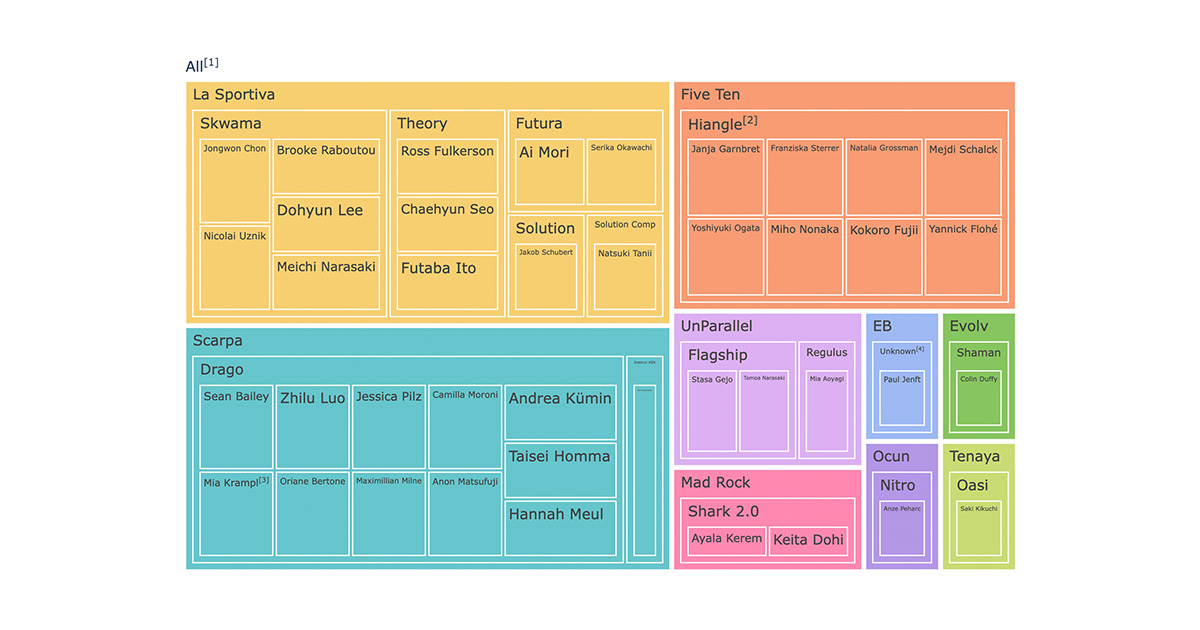 All[1]
La Sportiva
Skwama
Jongwon Chon
Brooke Raboutou
Dohyun Lee
Nicolai Uznik
Meichi Narasaki
Theory
Ross Fulkerson
Chaehyun Seo
Futaba Ito
Futura
Ai Mori
Serika Okawachi
Solution
Jakob Schubert
Solution Comp
Natsuki Tanii
Five Ten
Hiangle[2]
Janja Garnbret
Franziska Sterrer
Natalia Grossman
Mejdi Schalck
Yoshiyuki Ogata
Miho Nonaka
Kokoro Fujii
Yannick Flohé
Scarpa
Drago
Sean Bailey
Zhilu Luo
Jessica Pilz
Camilla Moroni
Andrea Kümin
Taisei Homma
Mia Krampl[3]
Oriane Bertone
Maximillian Milne
Anon Matsufuji
Hannah Meul
UnParallel
Flagship
Stasa Gejo
Tomoa Narasaki
Regulus
Mia Aoyagi
Mad Rock
Shark 2.0
Ayala Kerem
Keita Dohi
EB
Unknown[4]
Paul Jenft
Evolv
Shaman
Colin Duffy
Ocun
Nitro
Anze Peharc
Tenaya
Oasi
Saki Kikuchi